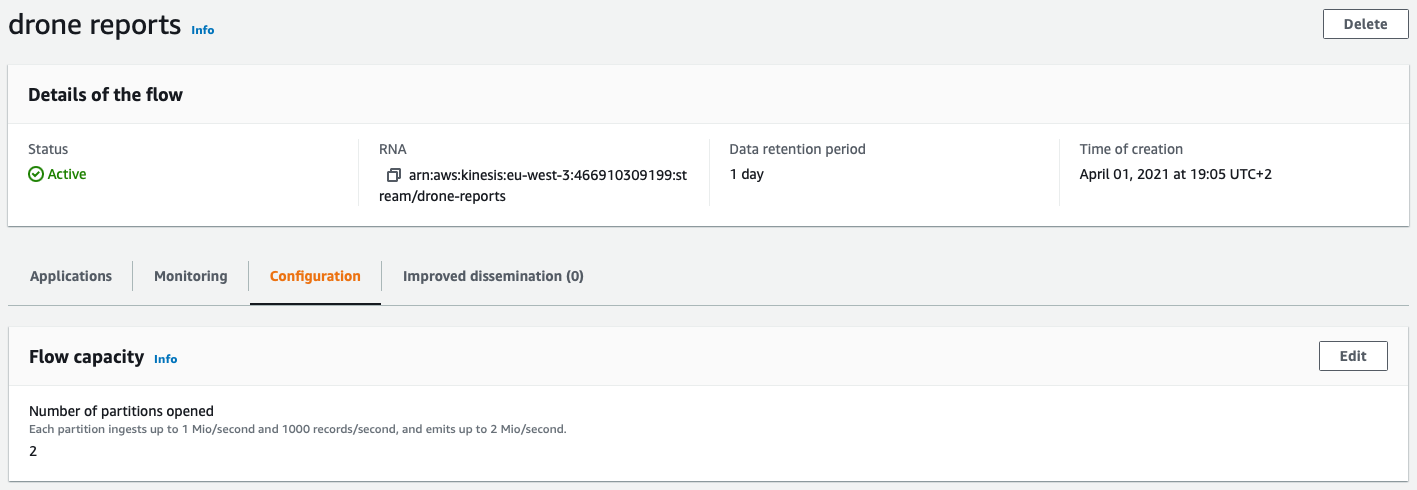 drone reports Info
Delete
Details of the flow
Status
Active
RNA
arn:aws:kinesis:eu-west-3:466910309199:st
ream/drone-reports
Data retention period
1 day
Time of creation
April 01, 2021 at 19:05 UTC+2
Applications
Monitoring
Configuration
Improved dissemination (0)
Flow capacity Info
Edit
Number of partitions opened
Each partition ingests up to 1 Mio/second and 1000 records/second, and emits up to 2 Mio/second.
2